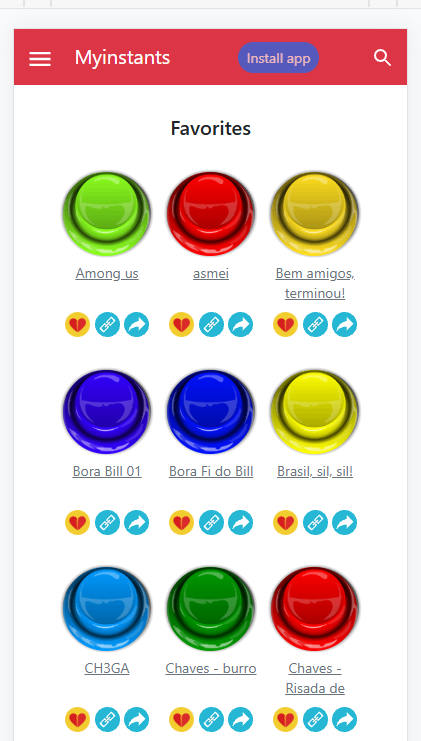 Myinstants
Install app
Favorites
Among us
asmei
Bem amigos,
terminou!
Bora Bill 01
Bora Fi do Bill
Brasil, sil, sil!
CH3GA
Chaves - burro
Chaves -
Risada de